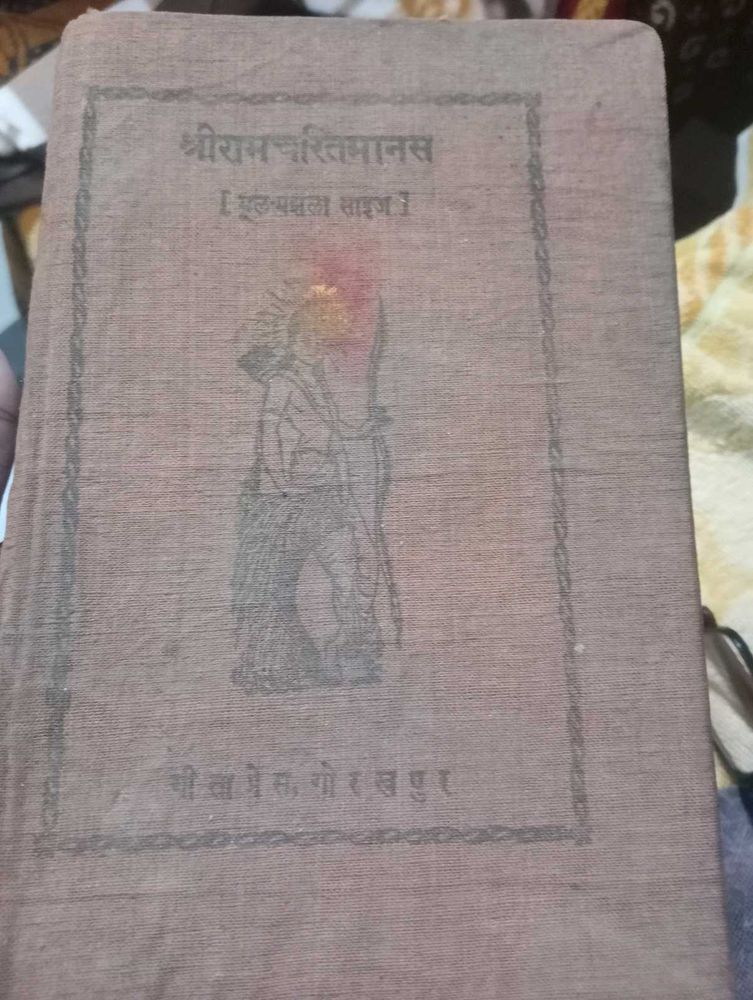 श्रीरामचरितमानस
[ मूल-मझला साइज ]
गीताप्रेस, गोरखपुर